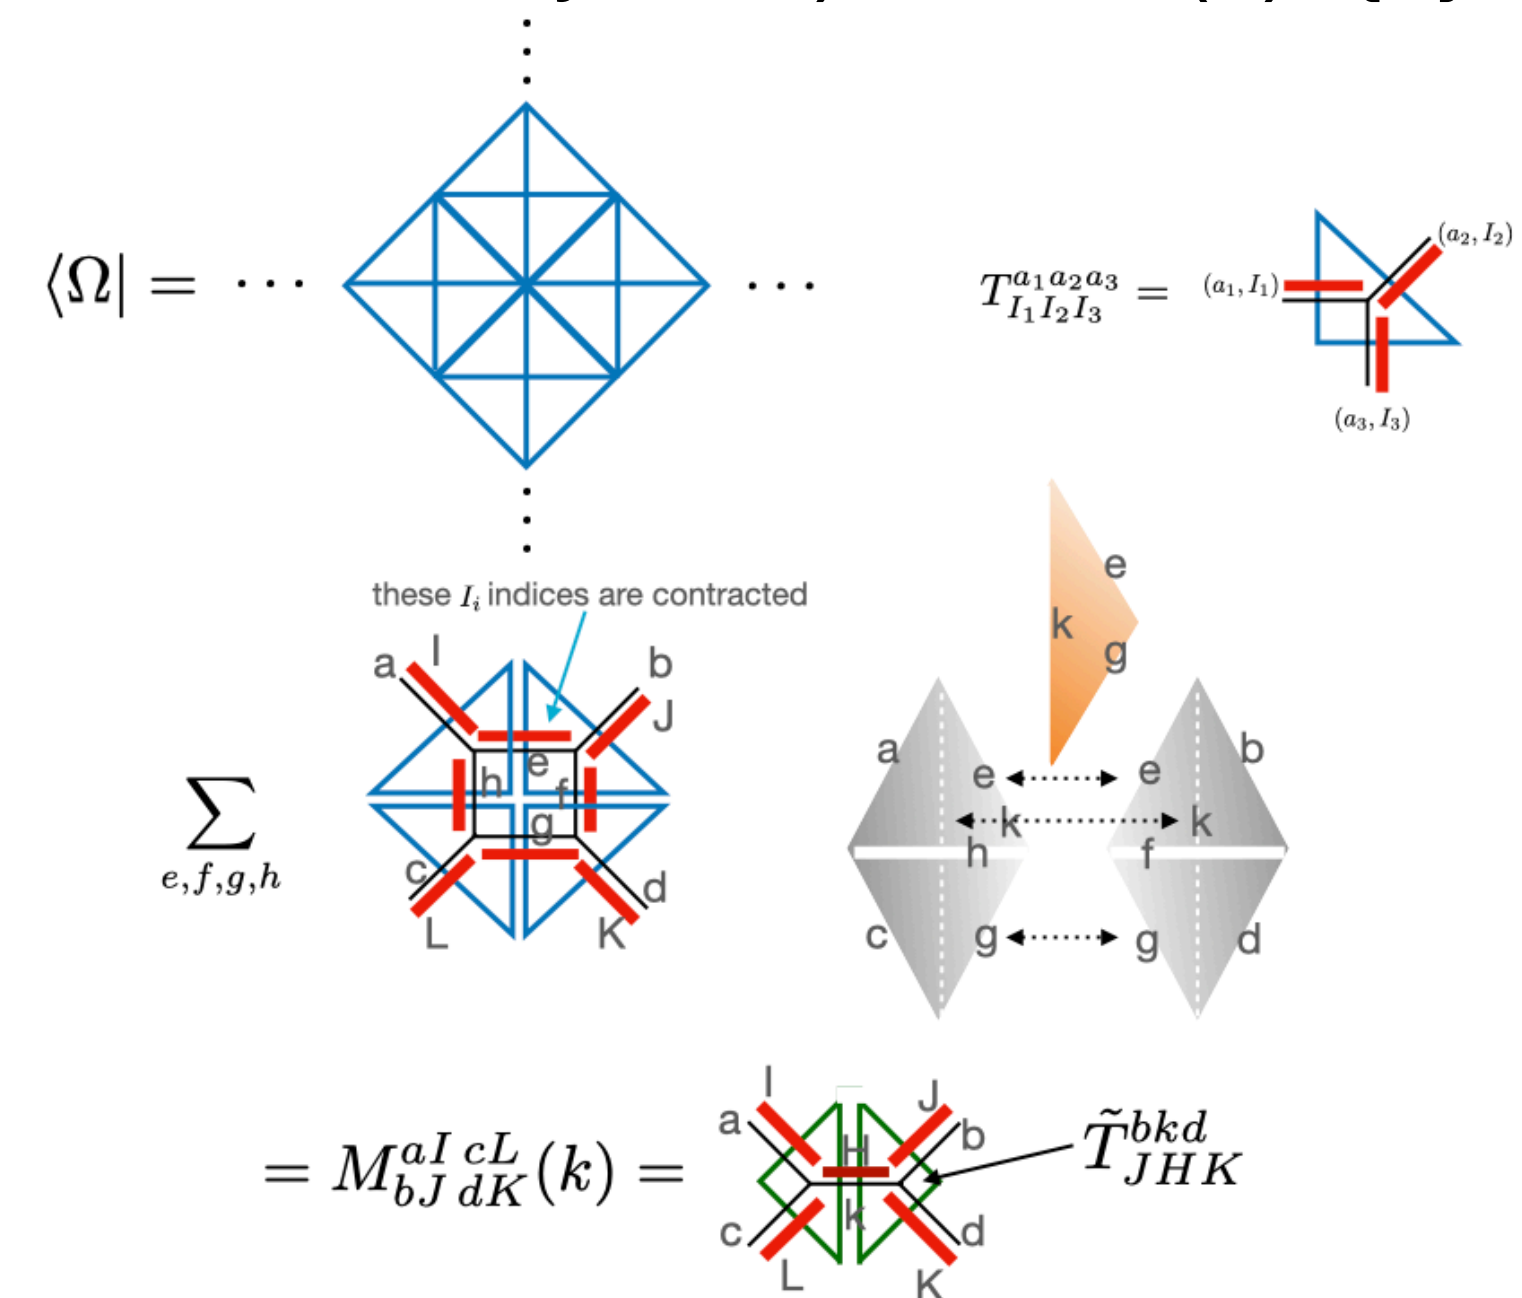 ⟨Ω| = ··· ···
T^{a_1 a_2 a_3}_{I_1 I_2 I_3} =
(a_1, I_1)
(a_2, I_2)
(a_3, I_3)
these I_i indices are contracted
∑_{e,f,g,h}
a I b J
h e f g
c L K d
e
k
g
a e e b
k k
h f
c g g d
= M^{aI cL}_{bJ dK}(k) =
I J
a H b
k
c d
L K
T̃^{bkd}_{JHK}